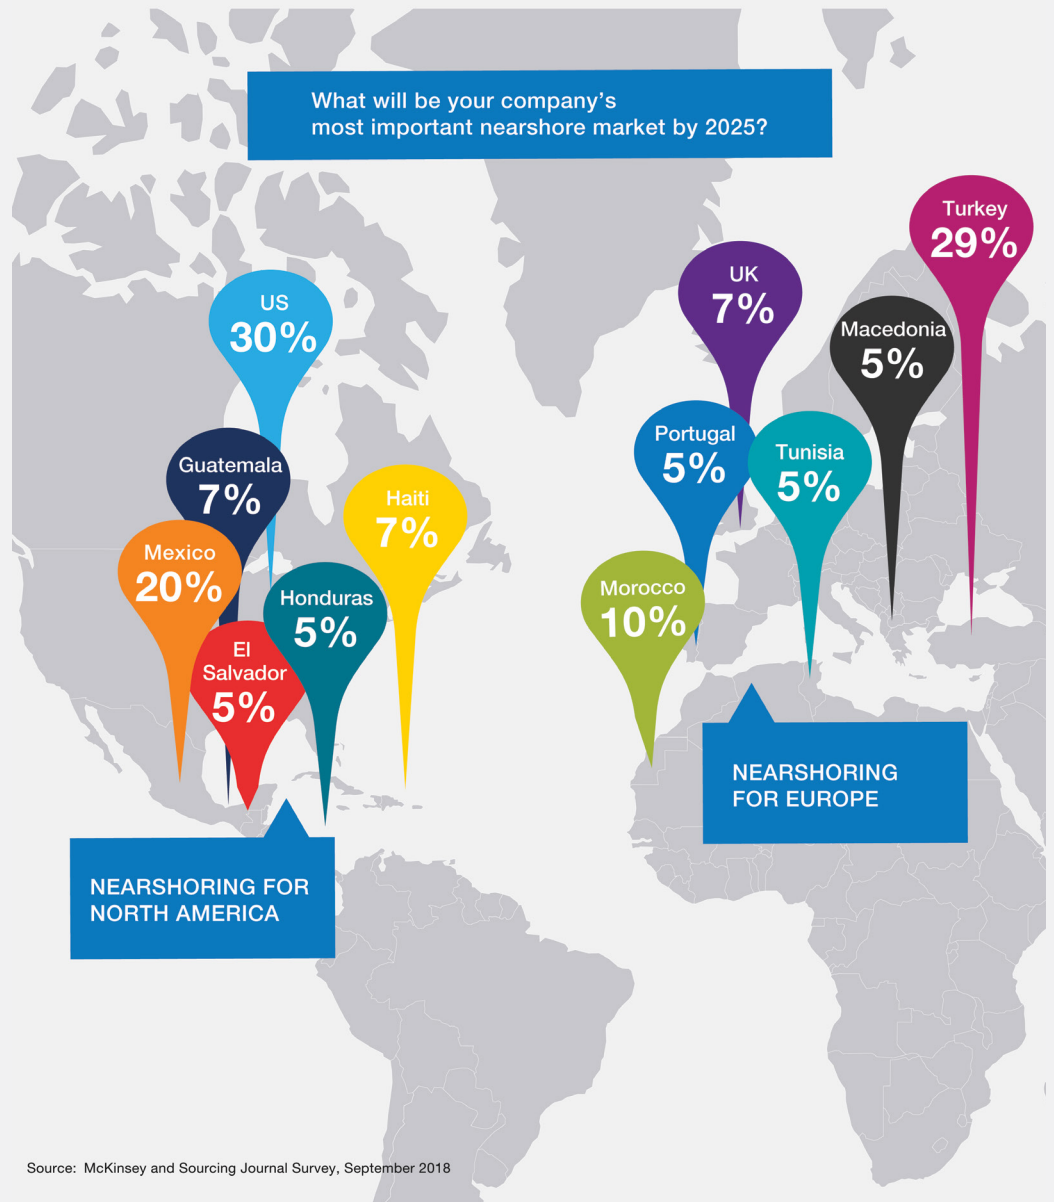 What will be your company's
most important nearshore market by 2025?
Turkey
29%
UK
7%
US
30%
Macedonia
5%
Portugal
5%
Tunisia
5%
Guatemala
7%
Haiti
7%
Mexico
20%
Honduras
5%
Morocco
10%
El
Salvador
5%
NEARSHORING
FOR EUROPE
NEARSHORING FOR
NORTH AMERICA
Source: McKinsey and Sourcing Journal Survey, September 2018